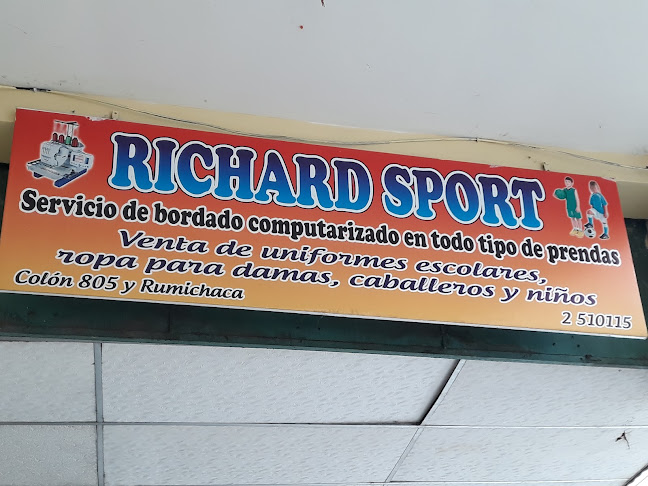 RICHARD SPORT
Servicio de bordado computarizado en todo tipo de prendas
Venta de uniformes escolares,
ropa para damas, caballeros y niños
Colón 805 y Rumichaca
2 510115